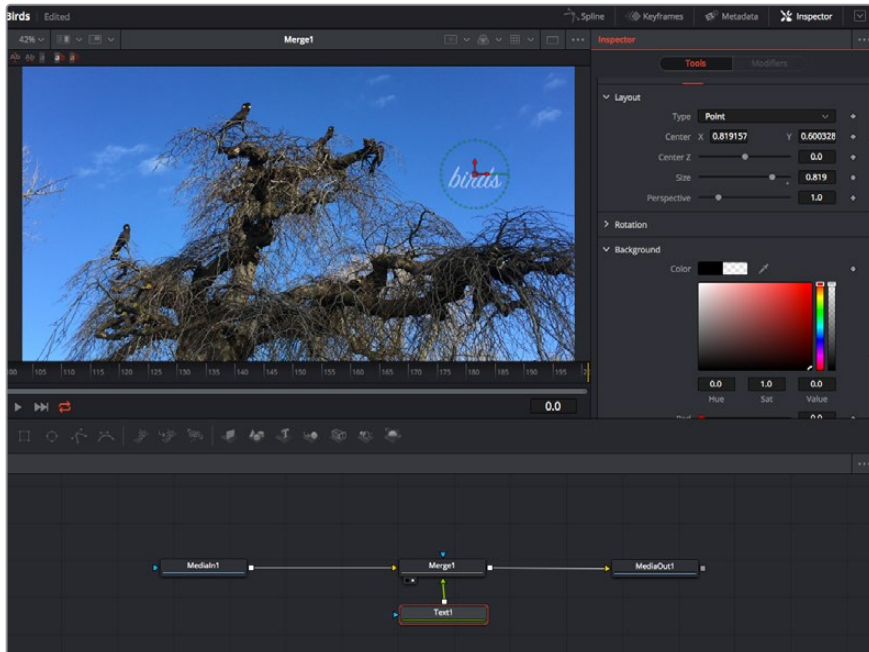 Birds Edited Spline Keyframes Metadata Inspector
42% Merge1 Inspector
Tools Modifiers
Layout
Type Point
Center X 0.819157 Y 0.600328
Center Z 0.0
Size 0.819
Perspective 1.0
Rotation
Background
Color
birds
105 110 115 120 125 130 135 140 145 150 155 160 165 170 175 180 185 190 195
0.0 1.0 0.0
Hue Sat Value
0.0
MediaIn1 Merge1 MediaOut1
Text1